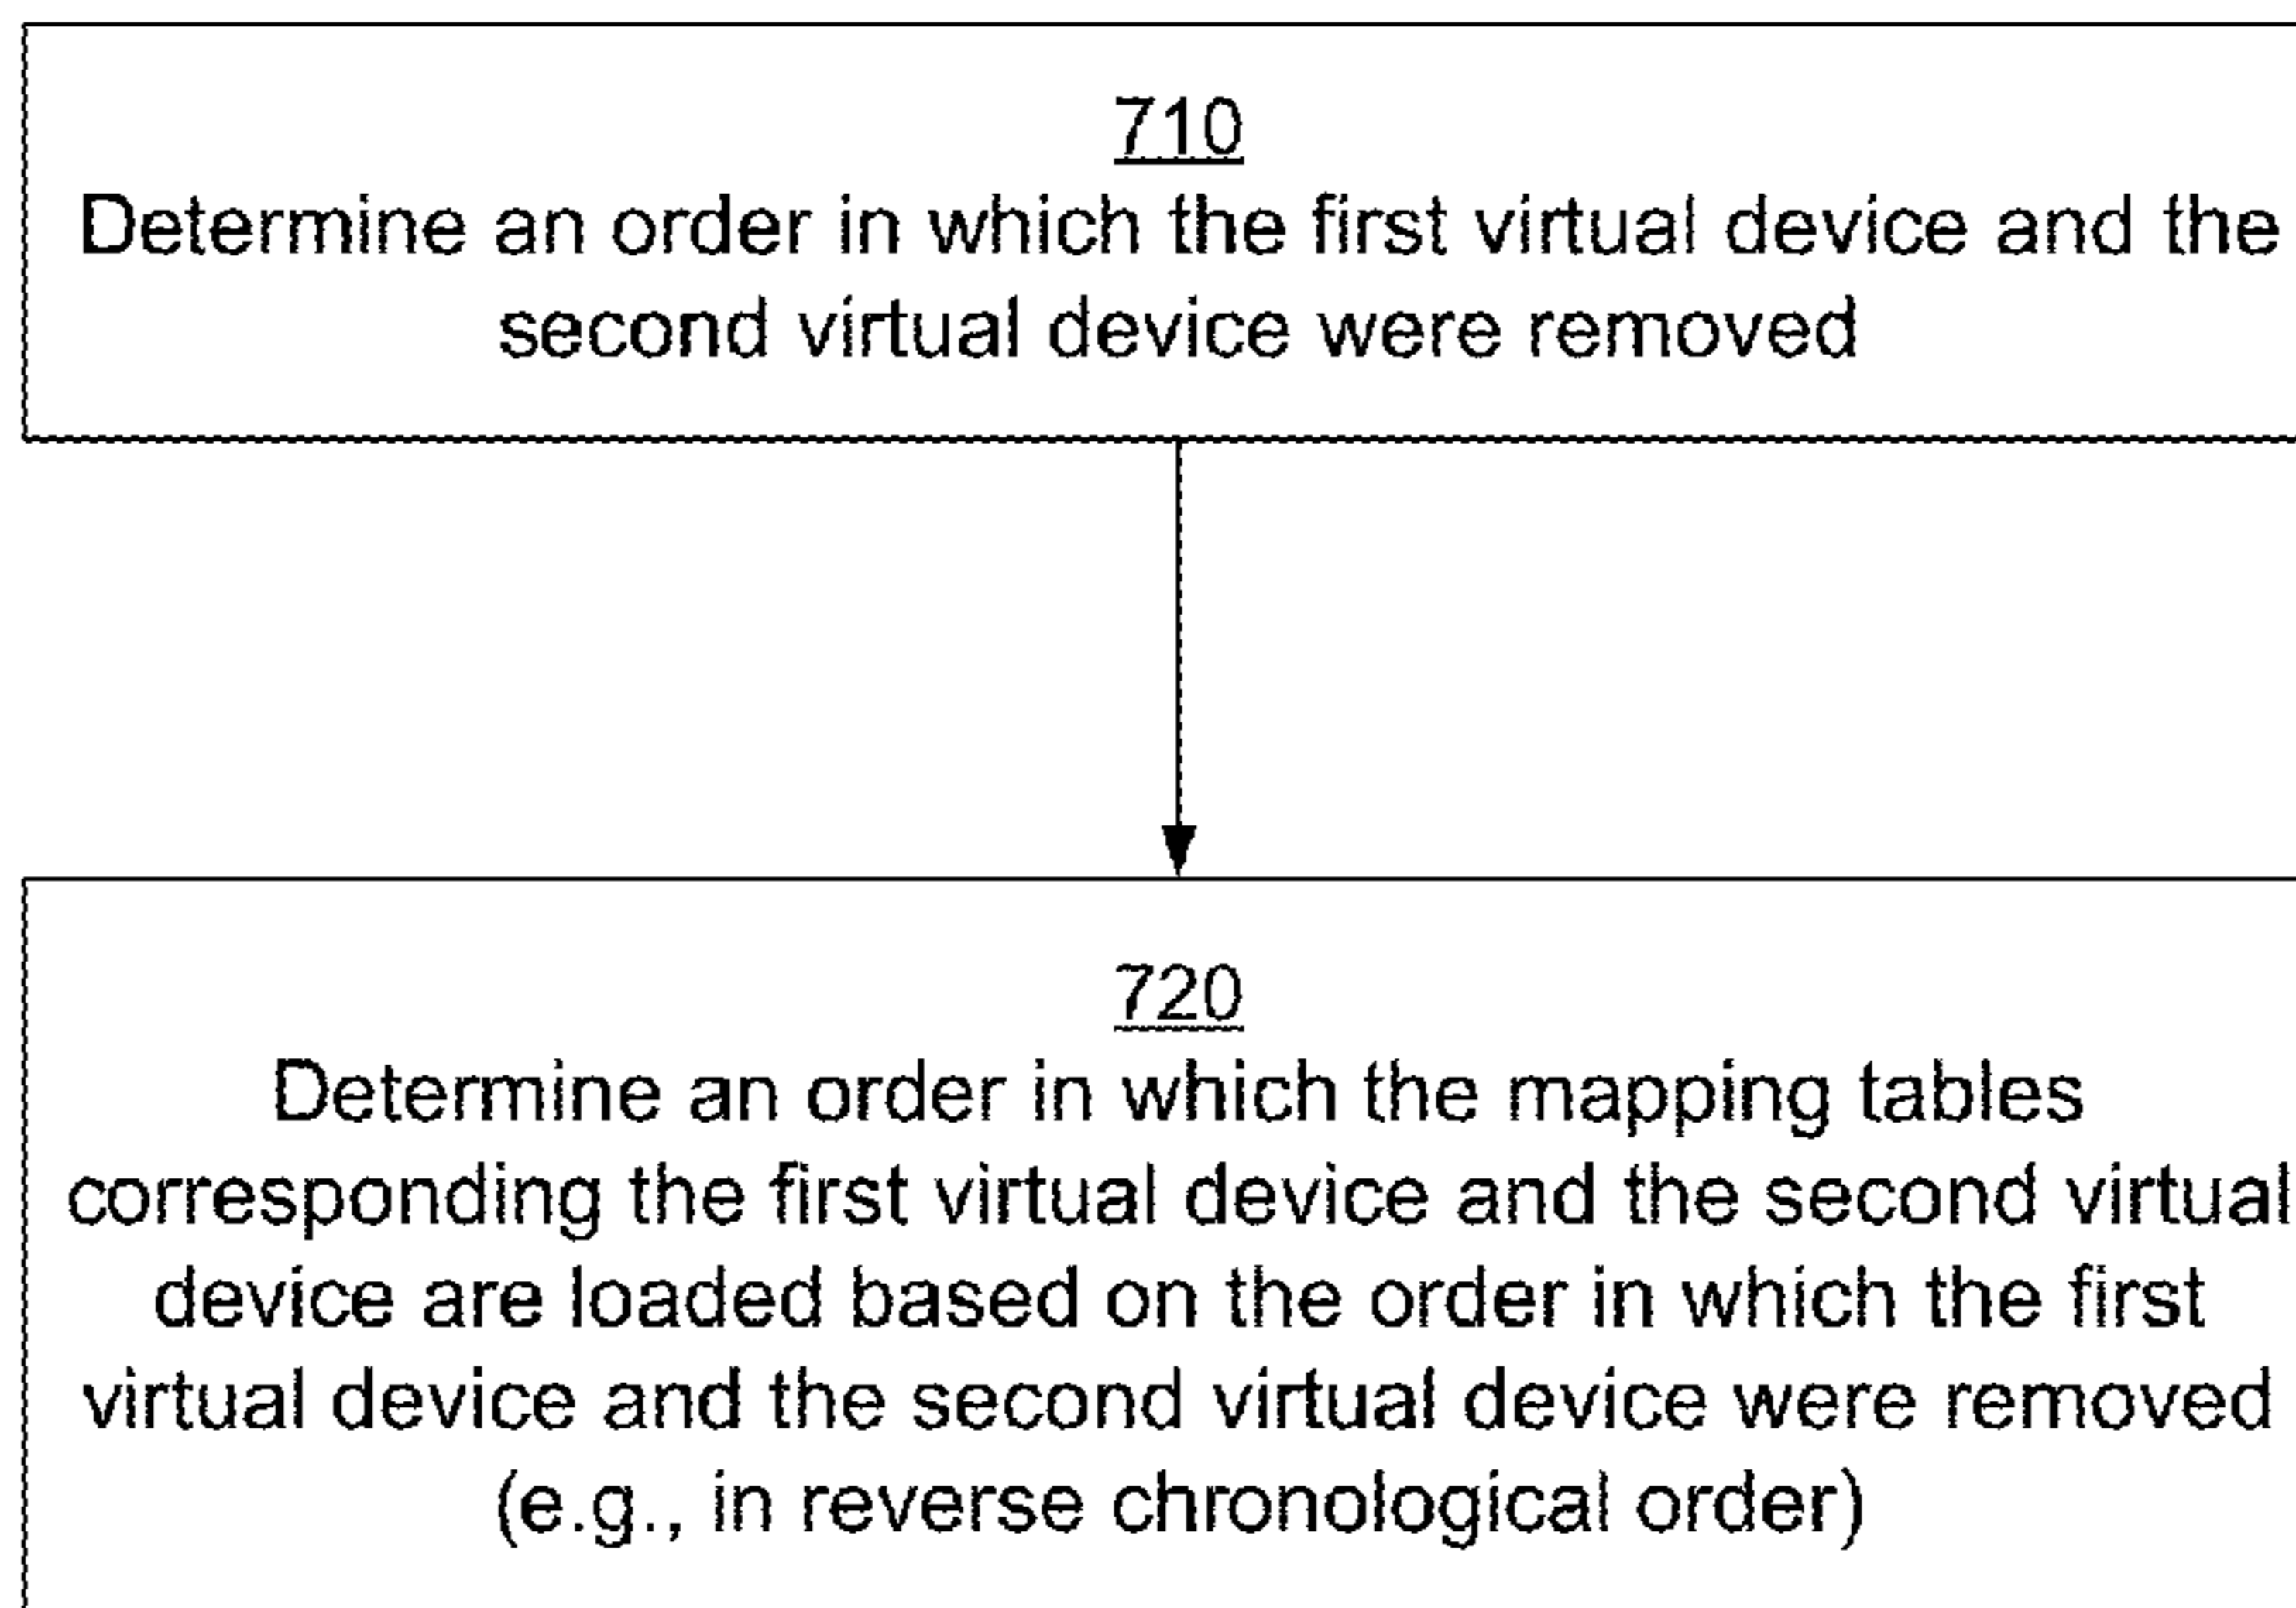 710
Determine an order in which the first virtual device and the
second virtual device were removed
720
Determine an order in which the mapping tables
corresponding the first virtual device and the second virtual
device are loaded based on the order in which the first
virtual device and the second virtual device were removed
(e.g., in reverse chronological order)